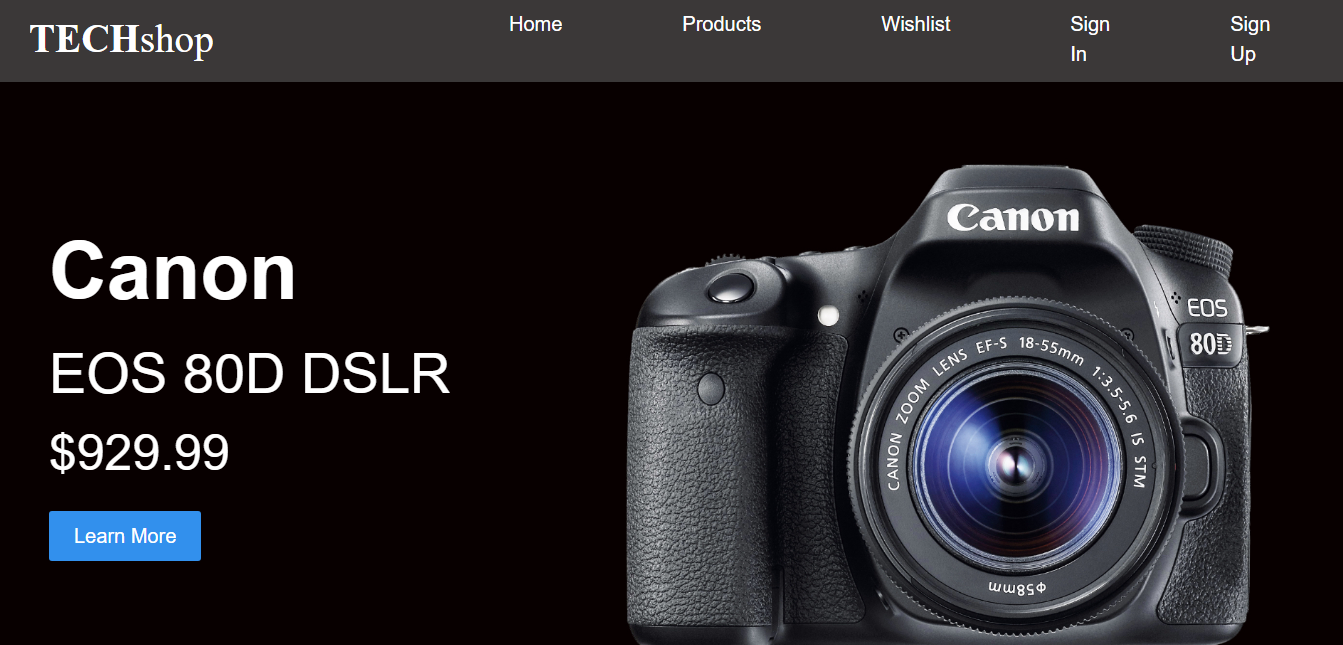 TECHshop
Home
Products
Wishlist
Sign
In
Sign
Up
Canon
EOS 80D DSLR
$929.99
Learn More
Canon
EOS
80D
CANON ZOOM LENS EF-S 18-55mm 1:3.5-5.6 IS STM
φ58mm